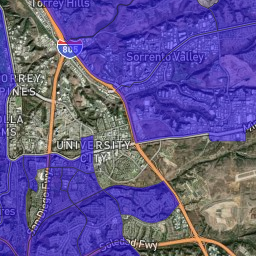 Torrey Hills
805
Sorrento Valley
TORREY
PINES
UNIVERSITY
CITY
San Diego Fwy
Soledad Fwy